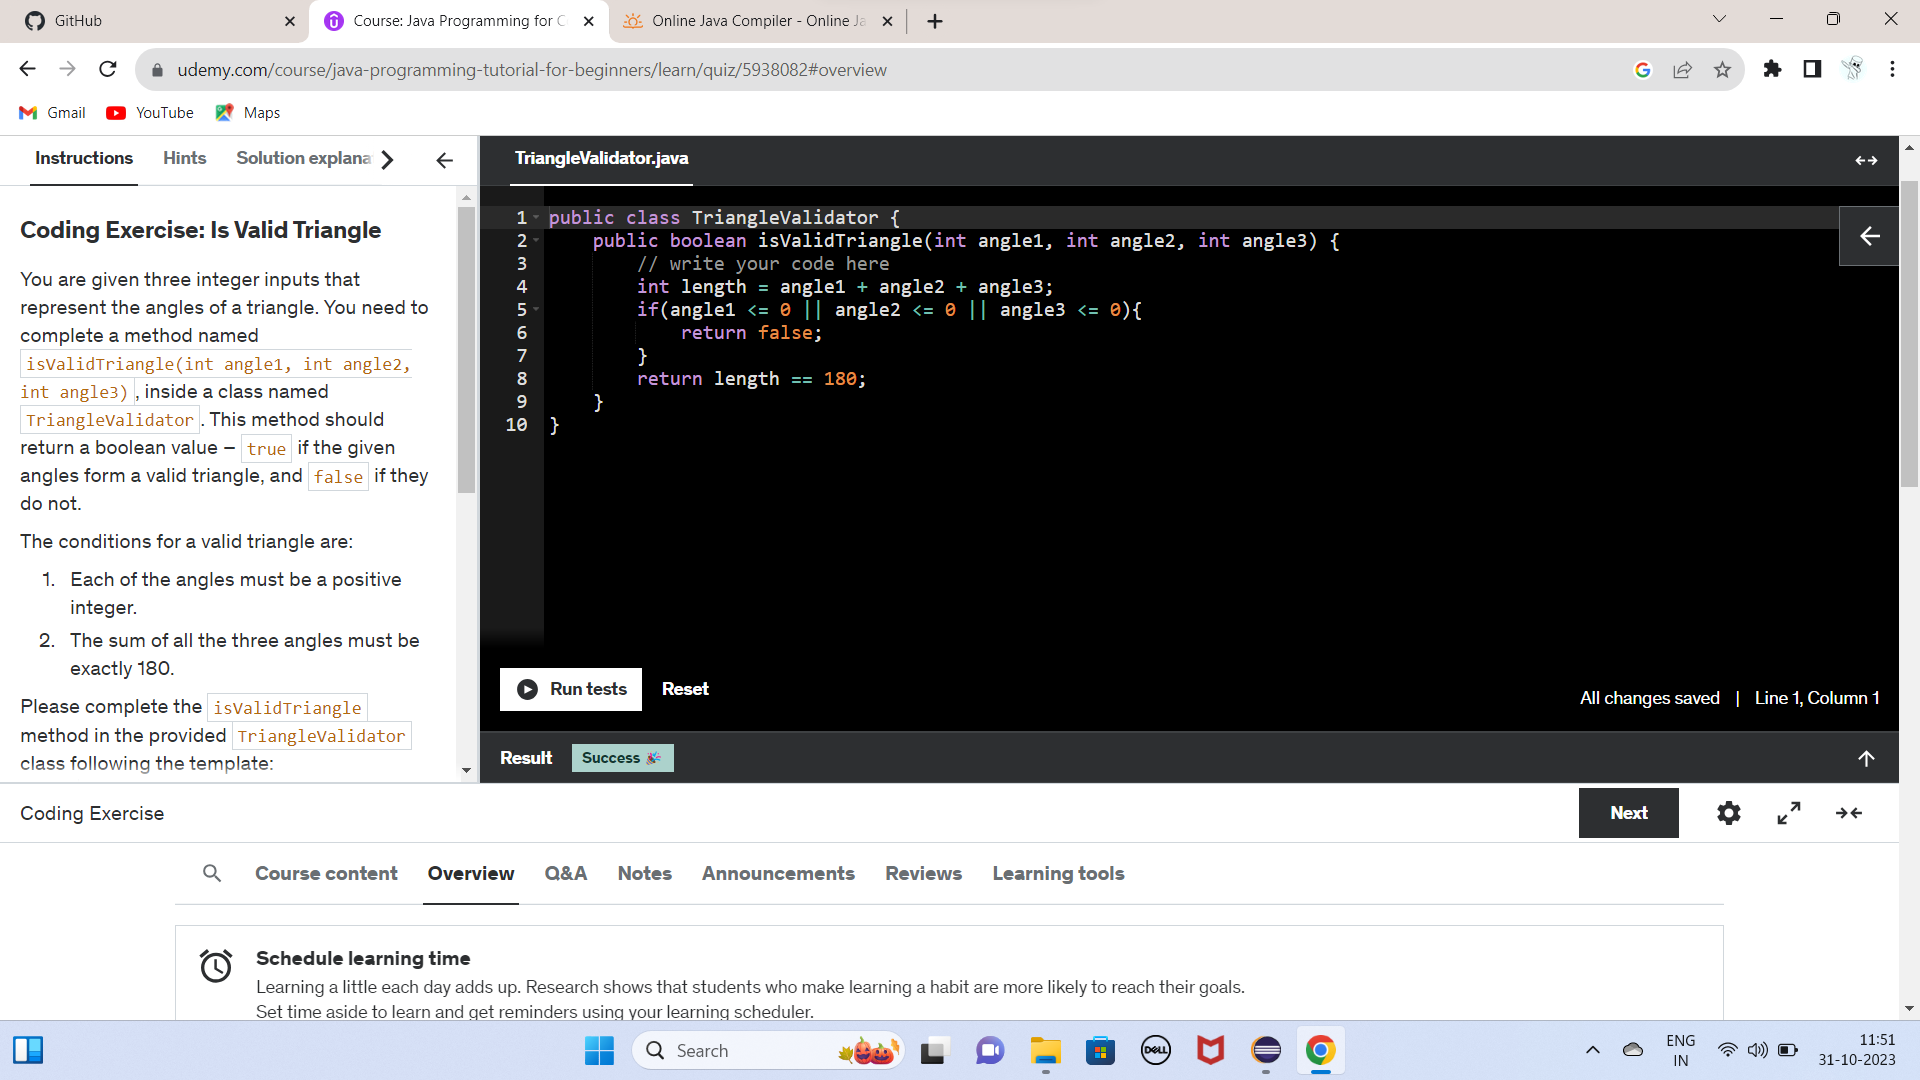 GitHub
Course: Java Programming for C
Online Java Compiler - Online Ja
udemy.com/course/java-programming-tutorial-for-beginners/learn/quiz/5938082#overview
Gmail
YouTube
Maps
Instructions
Hints
Solution explana
TriangleValidator.java
Coding Exercise: Is Valid Triangle
You are given three integer inputs that
represent the angles of a triangle. You need to
complete a method named
isValidTriangle(int angle1, int angle2,
int angle3) , inside a class named
TriangleValidator . This method should
return a boolean value – true if the given
angles form a valid triangle, and false if they
do not.
The conditions for a valid triangle are:
1. Each of the angles must be a positive
integer.
2. The sum of all the three angles must be
exactly 180.
Please complete the isValidTriangle
method in the provided TriangleValidator
class following the template:
1 public class TriangleValidator {
2 public boolean isValidTriangle(int angle1, int angle2, int angle3) {
3 // write your code here
4 int length = angle1 + angle2 + angle3;
5 if(angle1 <= 0 || angle2 <= 0 || angle3 <= 0){
6 return false;
7 }
8 return length == 180;
9 }
10 }
Run tests
Reset
All changes saved | Line 1, Column 1
Result
Success
Coding Exercise
Next
Course content
Overview
Q&A
Notes
Announcements
Reviews
Learning tools
Schedule learning time
Learning a little each day adds up. Research shows that students who make learning a habit are more likely to reach their goals.
Set time aside to learn and get reminders using your learning scheduler.
Search
DELL
ENG
IN
11:51
31-10-2023